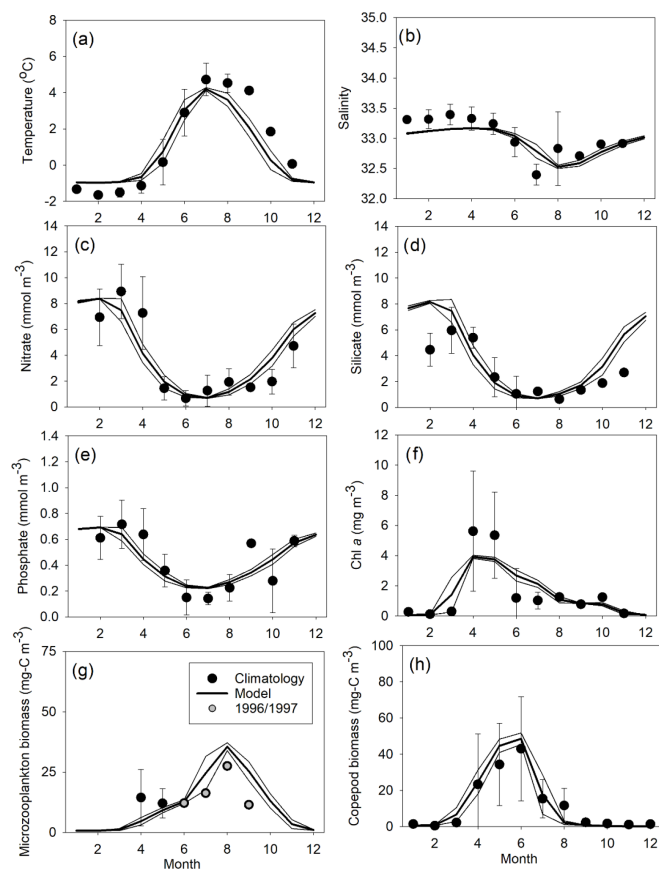 (a)
Temperature (°C)
6
4
2
0
-2
2 4 6 8 10 12
(b)
Salinity
35.0
34.5
34.0
33.5
33.0
32.5
32.0
2 4 6 8 10 12
(c)
Nitrate (mmol m⁻³)
14
12
10
8
6
4
2
0
2 4 6 8 10 12
(d)
Silicate (mmol m⁻³)
14
12
10
8
6
4
2
0
2 4 6 8 10 12
(e)
Phosphate (mmol m⁻³)
1.4
1.2
1.0
0.8
0.6
0.4
0.2
0.0
2 4 6 8 10 12
(f)
Chl a (mg m⁻³)
12
10
8
6
4
2
0
2 4 6 8 10 12
(g)
Microzooplankton biomass (mg-C m⁻³)
75
50
25
0
Climatology
Model
1996/1997
2 4 6 8 10 12
Month
(h)
Copepod biomass (mg-C m⁻³)
100
80
60
40
20
0
2 4 6 8 10 12
Month